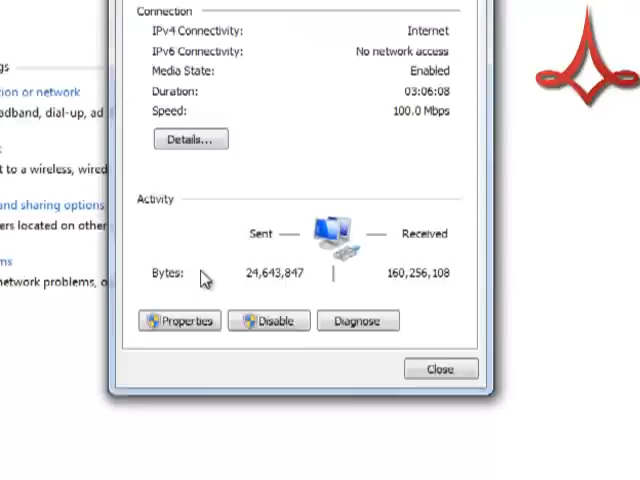 Connection
IPv4 Connectivity: Internet
IPv6 Connectivity: No network access
gs
Media State: Enabled
tion or network
Duration: 03:06:08
adband, dial-up, ad
Speed: 100.0 Mbps
Details...
t to a wireless, wired
Activity
and sharing options
ers located on other
Sent — Received
ms
Bytes: 24,643,847 | 160,256,108
network problems, o
Properties Disable Diagnose
Close